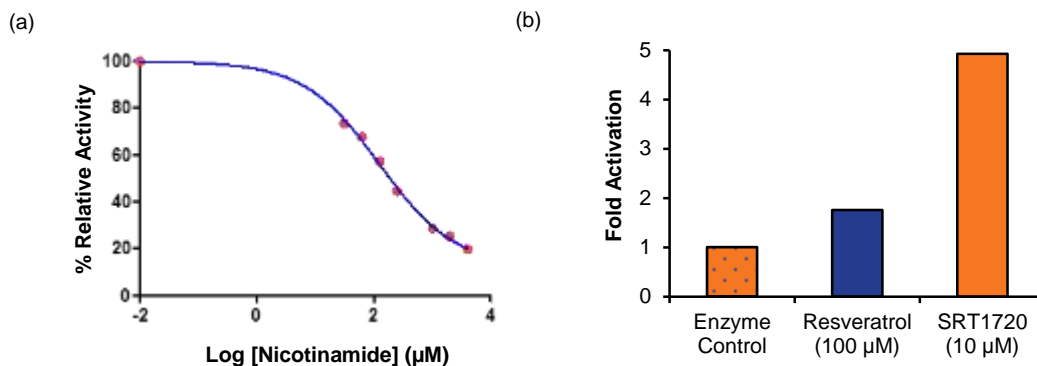 (a)
% Relative Activity
100
80
60
40
20
0
-2
0
2
4
Log [Nicotinamide] (µM)
(b)
Fold Activation
5
4
3
2
1
0
Enzyme
Control
Resveratrol
(100 µM)
SRT1720
(10 µM)